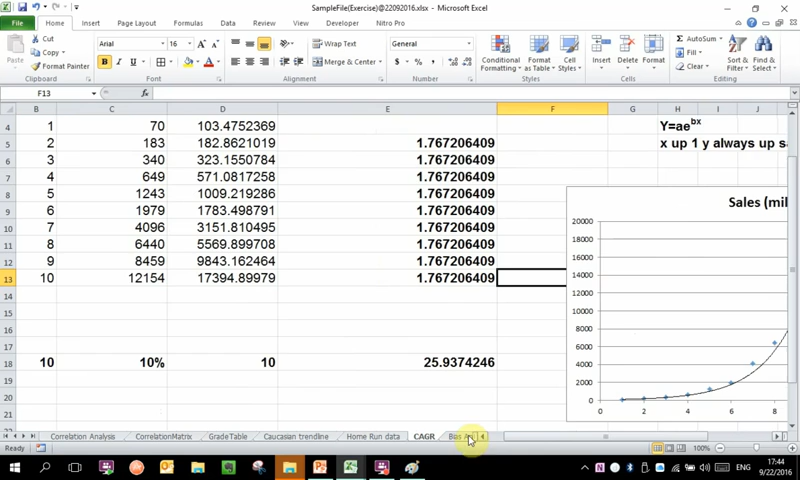 SampleFile(Exercise)@22092016.xlsx - Microsoft Excel
File Home Insert Page Layout Formulas Data Review View Developer Nitro Pro
Cut
Copy
Format Painter
Paste
Clipboard
Arial 16
B I U
Font
Wrap Text
Merge & Center
Alignment
General
$ % ,
Number
Conditional Formatting
Format as Table
Cell Styles
Styles
Insert Delete Format
Cells
AutoSum
Fill
Clear
Sort & Filter
Find & Select
Editing
F13 fx
B C D E F G H I J
4 1 70 103.4752369 Y=ae^bx
5 2 183 182.8621019 1.767206409
6 3 340 323.1550784 1.767206409
7 4 649 571.0817258 1.767206409
8 5 1243 1009.219286 1.767206409
9 6 1979 1783.498791 1.767206409
10 7 4096 3151.810495 1.767206409
11 8 6440 5569.899708 1.767206409
12 9 8459 9843.162464 1.767206409
13 10 12154 17394.89979 1.767206409
14
15
16
17
18 10 10% 10 25.9374246
19
20
21
x up 1 y always up
Sales (mil
20000
18000
16000
14000
12000
10000
8000
6000
4000
2000
0
0 2 4 6 8
Correlation Analysis CorrelationMatrix GradeTable Caucasian trendline Home Run data CAGR
Ready 100%
ENG 17:44
9/22/2016